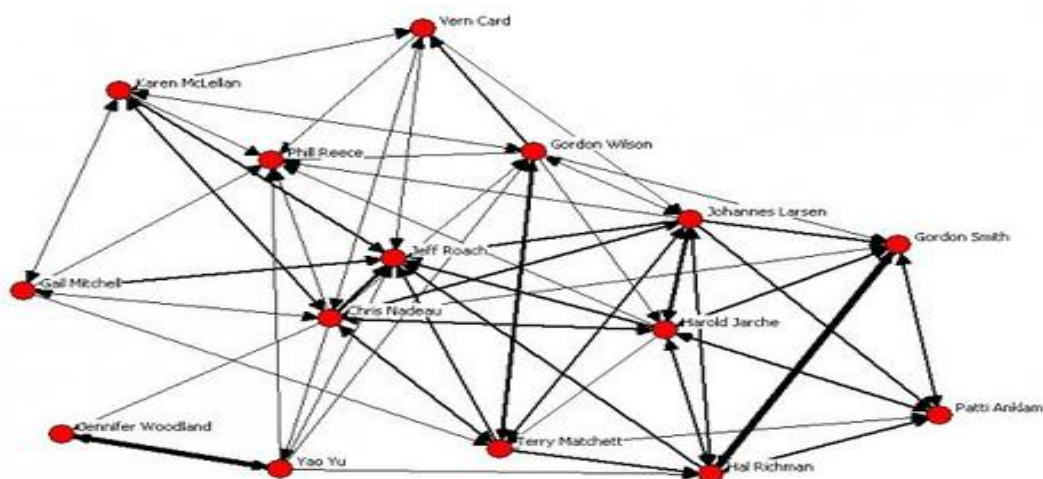 Vern Card
Karen McLellan
Gordon Wilson
Phill Reece
Johannes Larsen
Gordon Smith
Jeff Roach
Gail Mitchell
Chris Nadeau
Harold Jarche
Patti Anklam
Jennifer Woodland
Terry Matchett
Yao Yu
Hal Richman